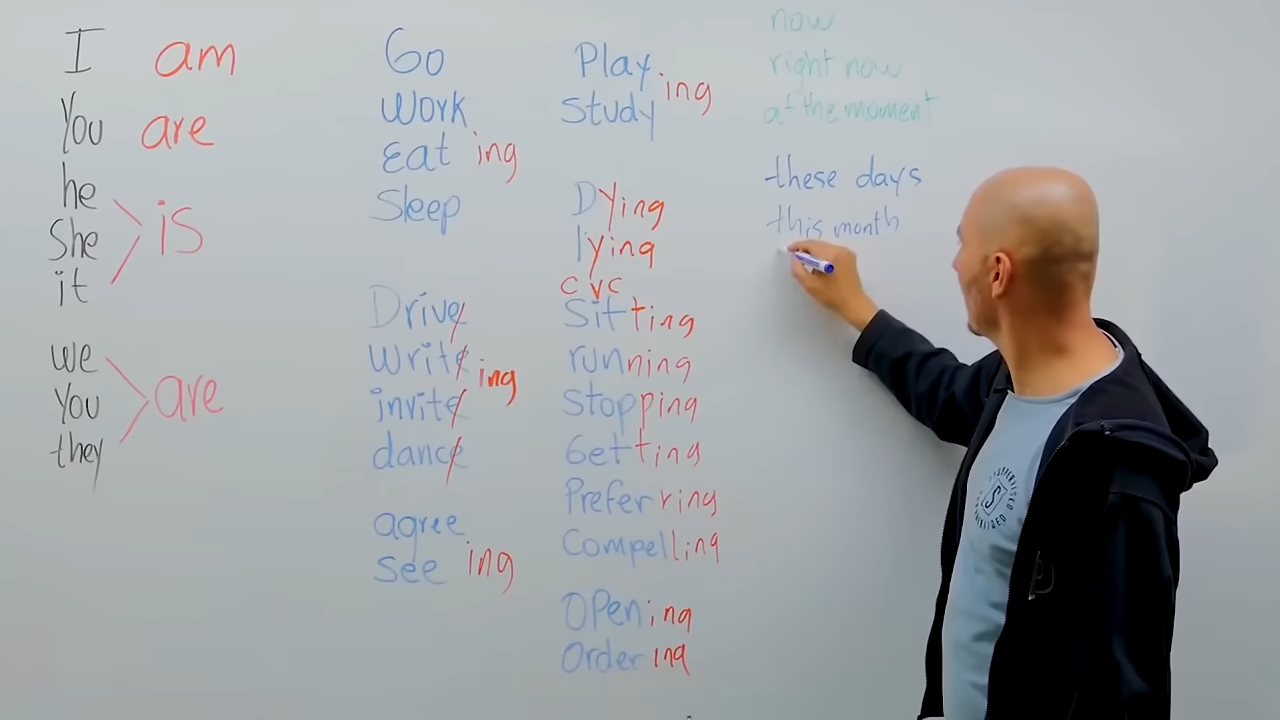 I am
You are
he
She is
it
we
You are
they
Go
Work
Eat ing
Sleep
Drive
write
invite ing
dance
agree
see ing
Play
Study ing
Dying
lying
c v c
Sitting
running
Stopping
Getting
Preferring
Compelling
Opening
Ordering
now
right now
at the moment
these days
this month
S